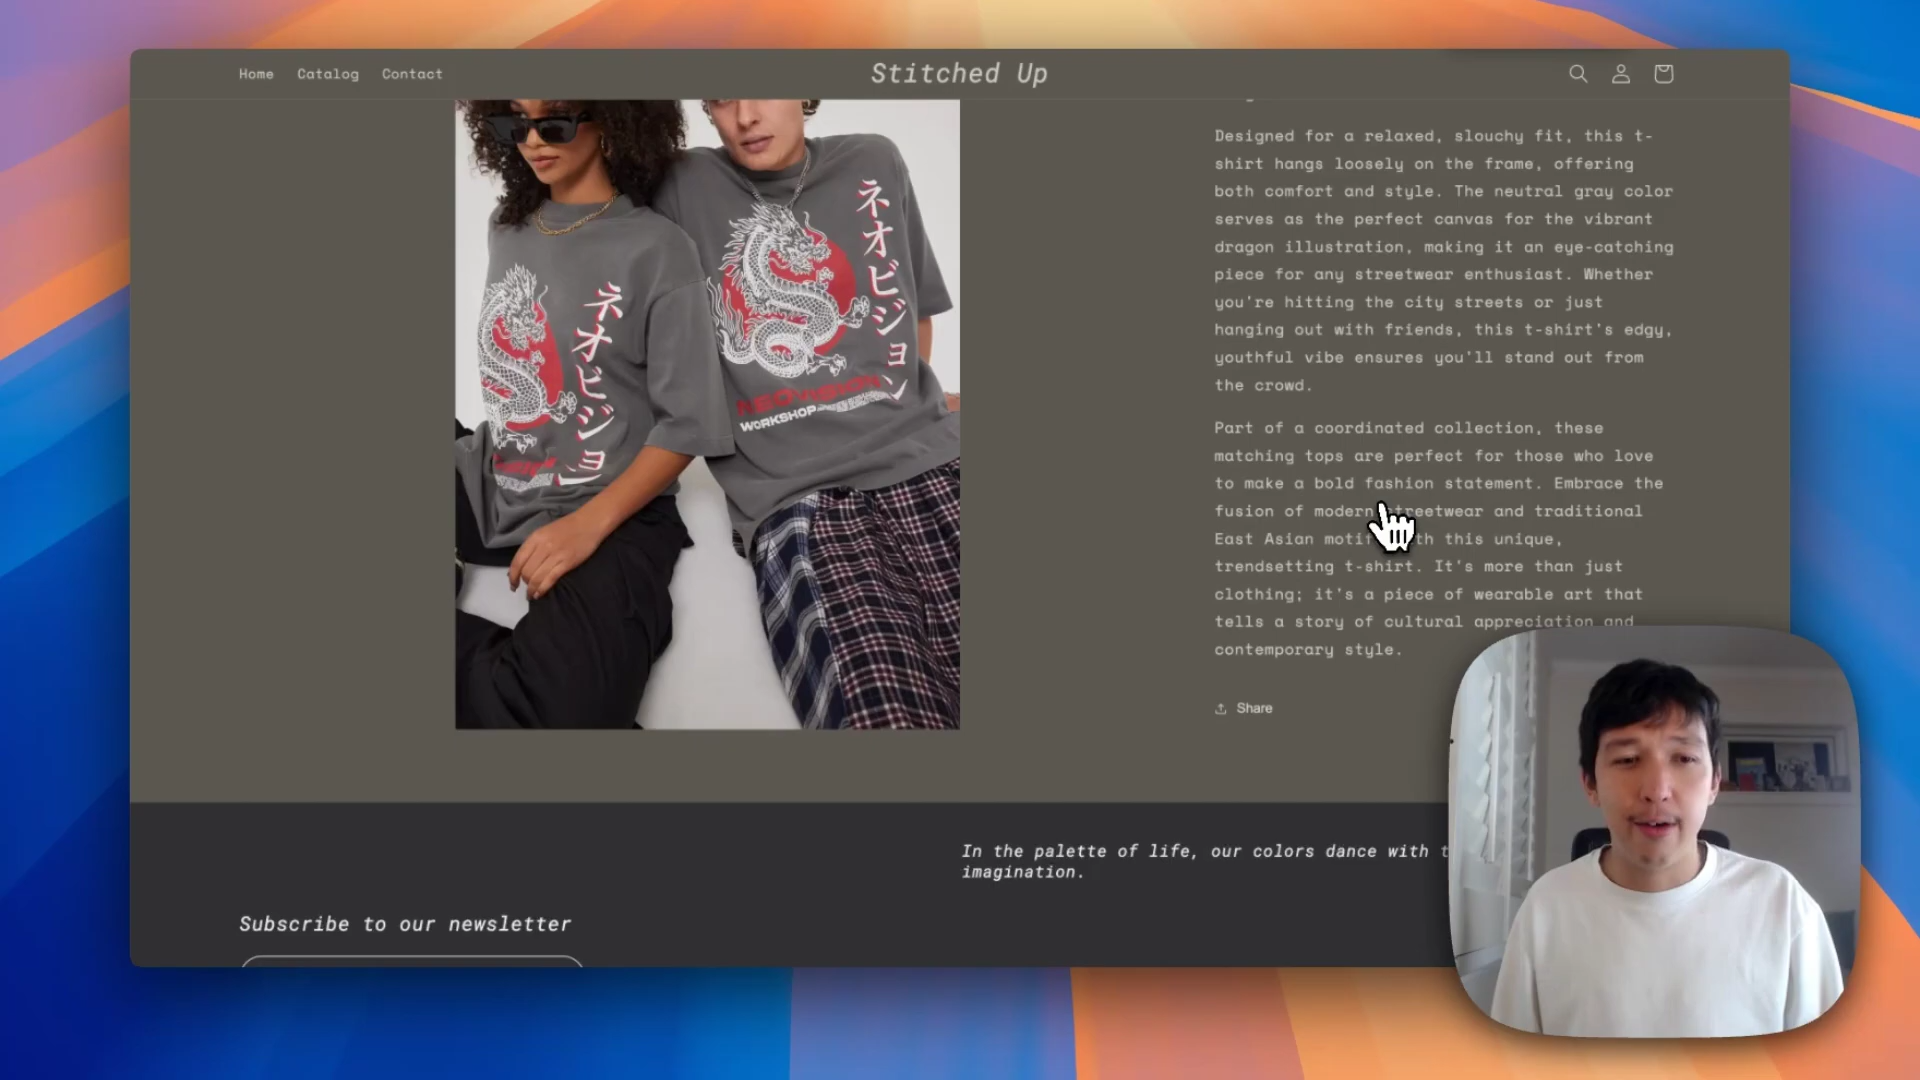 Home Catalog Contact
Stitched Up
Designed for a relaxed, slouchy fit, this t-
shirt hangs loosely on the frame, offering
both comfort and style. The neutral gray color
serves as the perfect canvas for the vibrant
dragon illustration, making it an eye-catching
piece for any streetwear enthusiast. Whether
you're hitting the city streets or just
hanging out with friends, this t-shirt's edgy,
youthful vibe ensures you'll stand out from
the crowd.
Part of a coordinated collection, these
matching tops are perfect for those who love
to make a bold fashion statement. Embrace the
fusion of modern streetwear and traditional
East Asian this unique,
trendsetting t-shirt. It's more than just
clothing; it's a piece of wearable art that
tells a story of cultural appreciation and
contemporary style.
Share
ネオビジョ
ネオビジョン
NEOVISION
WORKSHOP
In the palette of life, our colors dance with
imagination.
Subscribe to our newsletter